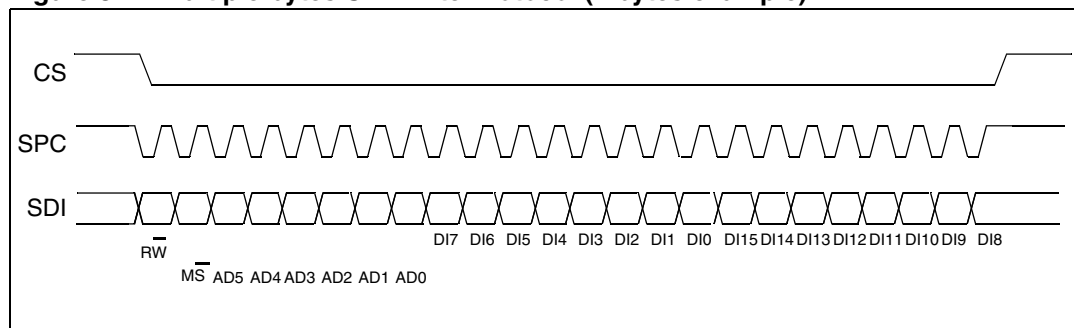 CS
SPC
SDI
DI7 DI6 DI5 DI4 DI3 DI2 DI1 DI0 DI15 DI14 DI13 DI12 DI11 DI10 DI9 DI8
RW
MS AD5 AD4 AD3 AD2 AD1 AD0